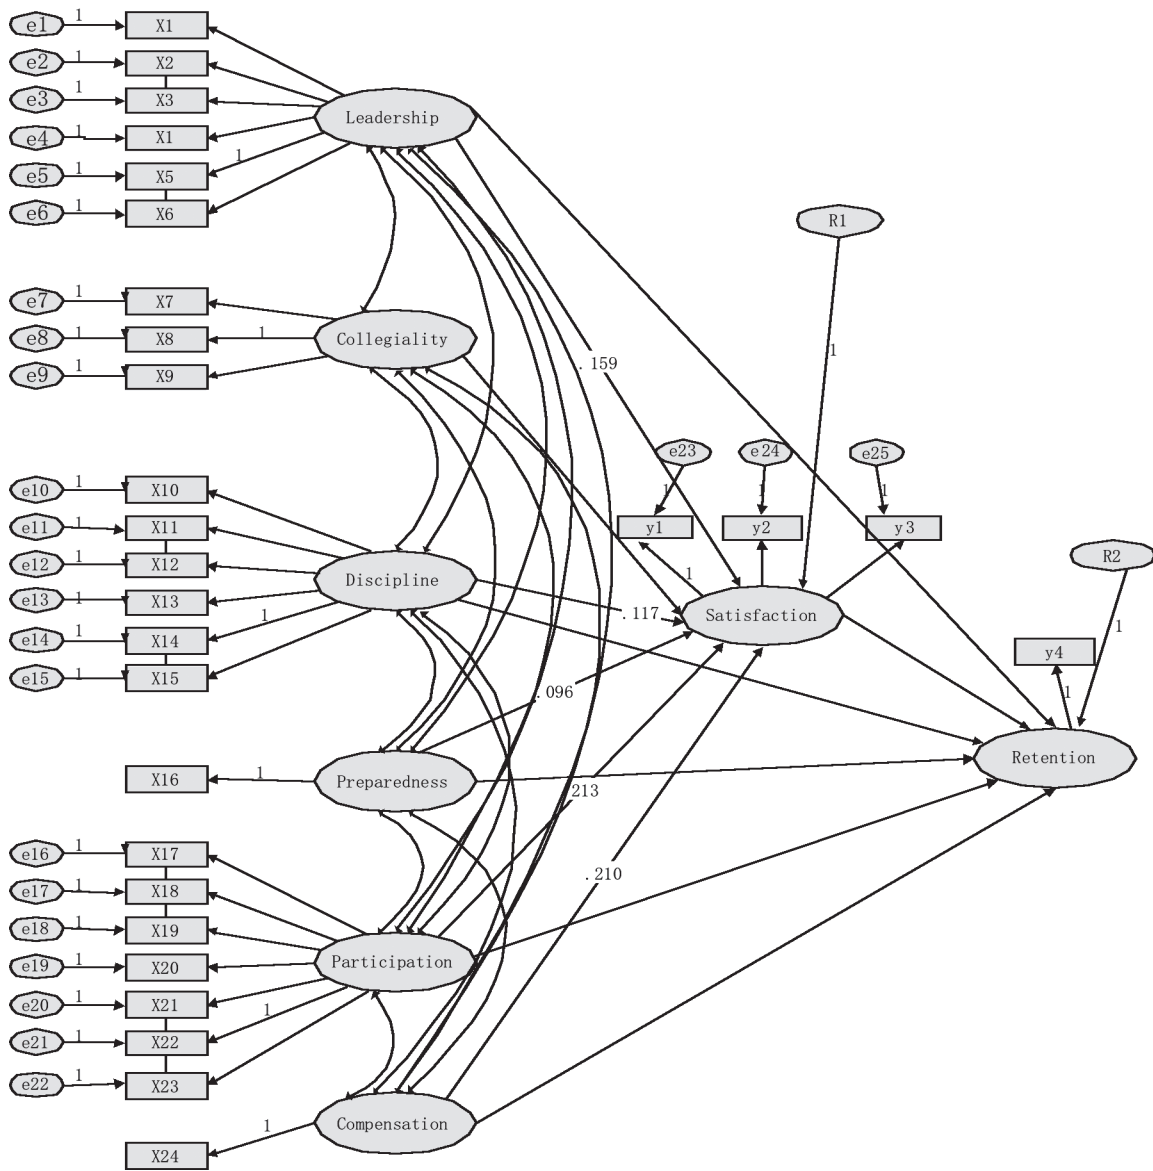 e1 1 X1
e2 1 X2
e3 1 X3
Leadership
e4 1 X1
1
e5 1 X5
e6 1 X6
R1
e7 1 X7
e8 1 X8 1
Collegiality
e9 1 X9
1
.159
e23 e24 e25
e10 1 X10
1 1 1
e11 1 X11
y1 y2 y3
e12 1 X12
R2
Discipline
1
e13 1 X13
.117
Satisfaction
1
e14 1 X14
1
y4
e15 1 X15
.096
1
Retention
X16 1
Preparedness
213
e16 1 X17
.210
e17 1 X18
e18 1 X19
Participation
e19 1 X20
e20 1 X21
1
e21 1 X22
e22 1 X23
Compensation
1
X24